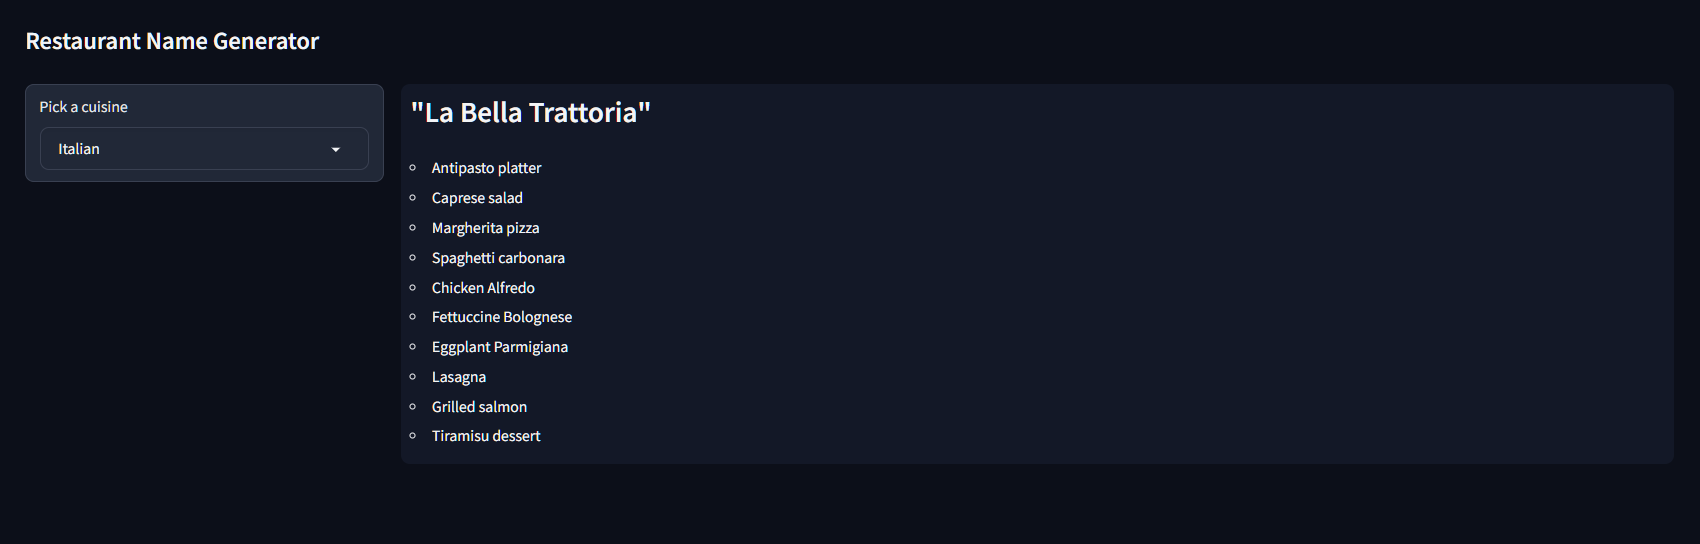 Restaurant Name Generator
Pick a cuisine
Italian
"La Bella Trattoria"
Antipasto platter
Caprese salad
Margherita pizza
Spaghetti carbonara
Chicken Alfredo
Fettuccine Bolognese
Eggplant Parmigiana
Lasagna
Grilled salmon
Tiramisu dessert